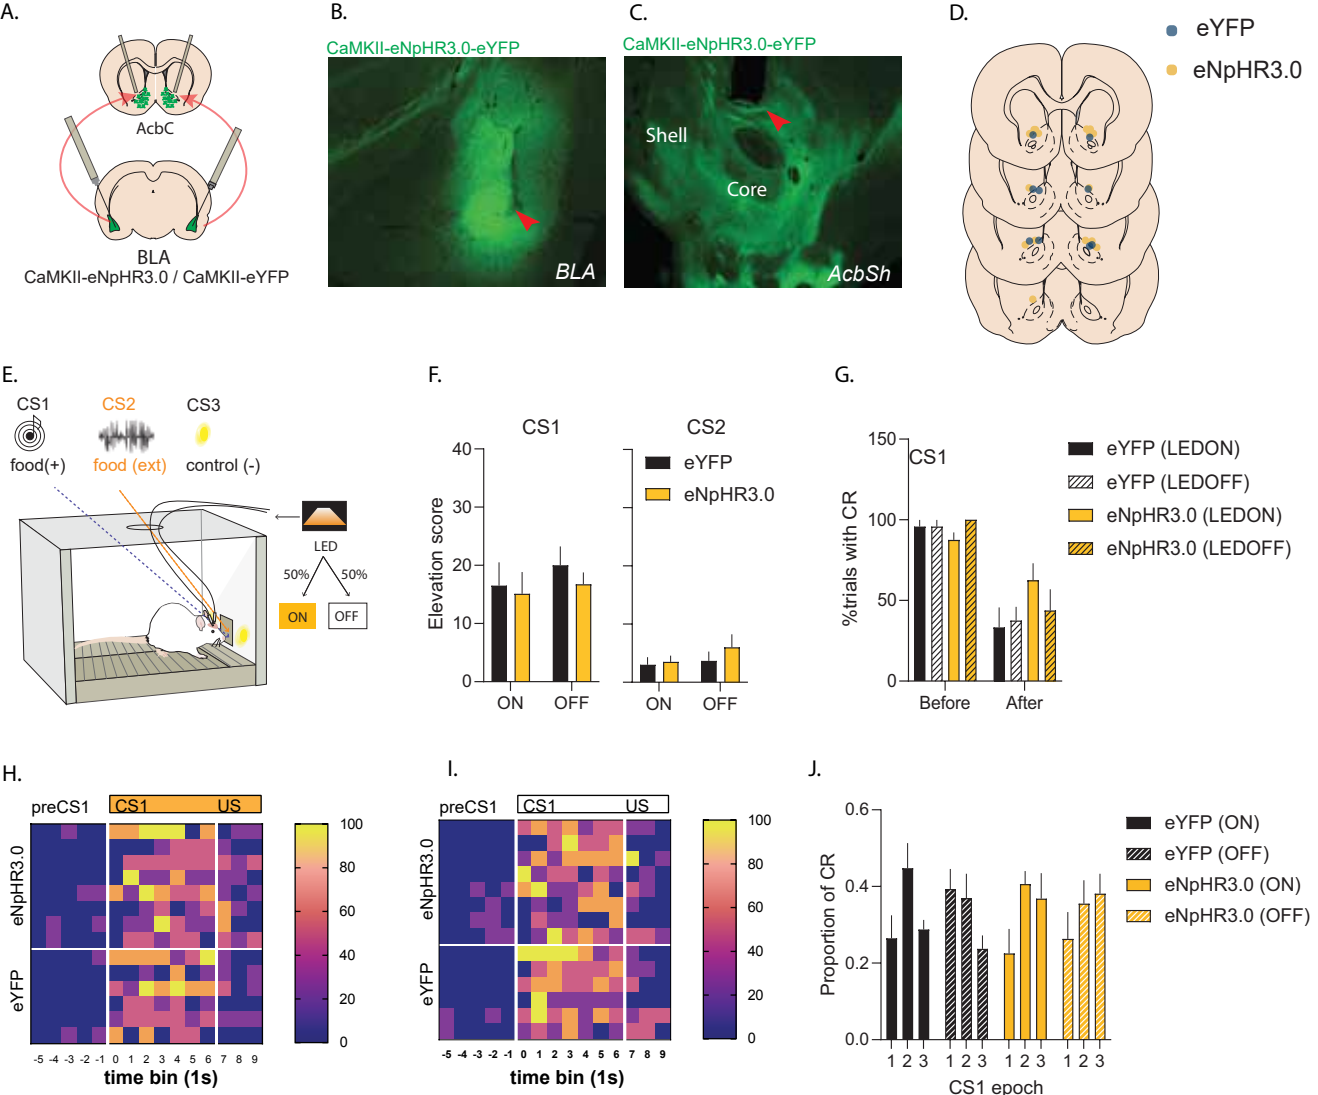 A.
AcbC
BLA
CaMKII-eNpHR3.0 / CaMKII-eYFP
B.
CaMKII-eNpHR3.0-eYFP
BLA
C.
CaMKII-eNpHR3.0-eYFP
Shell
Core
AcbSh
D.
eYFP
eNpHR3.0
E.
CS1 CS2 CS3
food(+) food (ext) control (-)
LED
50% 50%
ON OFF
F.
CS1 CS2
eYFP
eNpHR3.0
Elevation score
40
30
20
10
0
ON OFF ON OFF
G.
CS1
%trials with CR
150
100
50
0
Before After
eYFP (LEDON)
eYFP (LEDOFF)
eNpHR3.0 (LEDON)
eNpHR3.0 (LEDOFF)
H.
preCS1 CS1 US
eNpHR3.0
eYFP
100
80
60
40
20
0
-5 -4 -3 -2 -1 0 1 2 3 4 5 6 7 8 9
time bin (1s)
I.
preCS1 CS1 US
eNpHR3.0
eYFP
100
80
60
40
20
0
-5 -4 -3 -2 -1 0 1 2 3 4 5 6 7 8 9
time bin (1s)
J.
Proportion of CR
0.6
0.4
0.2
0.0
1 2 3 1 2 3 1 2 3 1 2 3
CS1 epoch
eYFP (ON)
eYFP (OFF)
eNpHR3.0 (ON)
eNpHR3.0 (OFF)